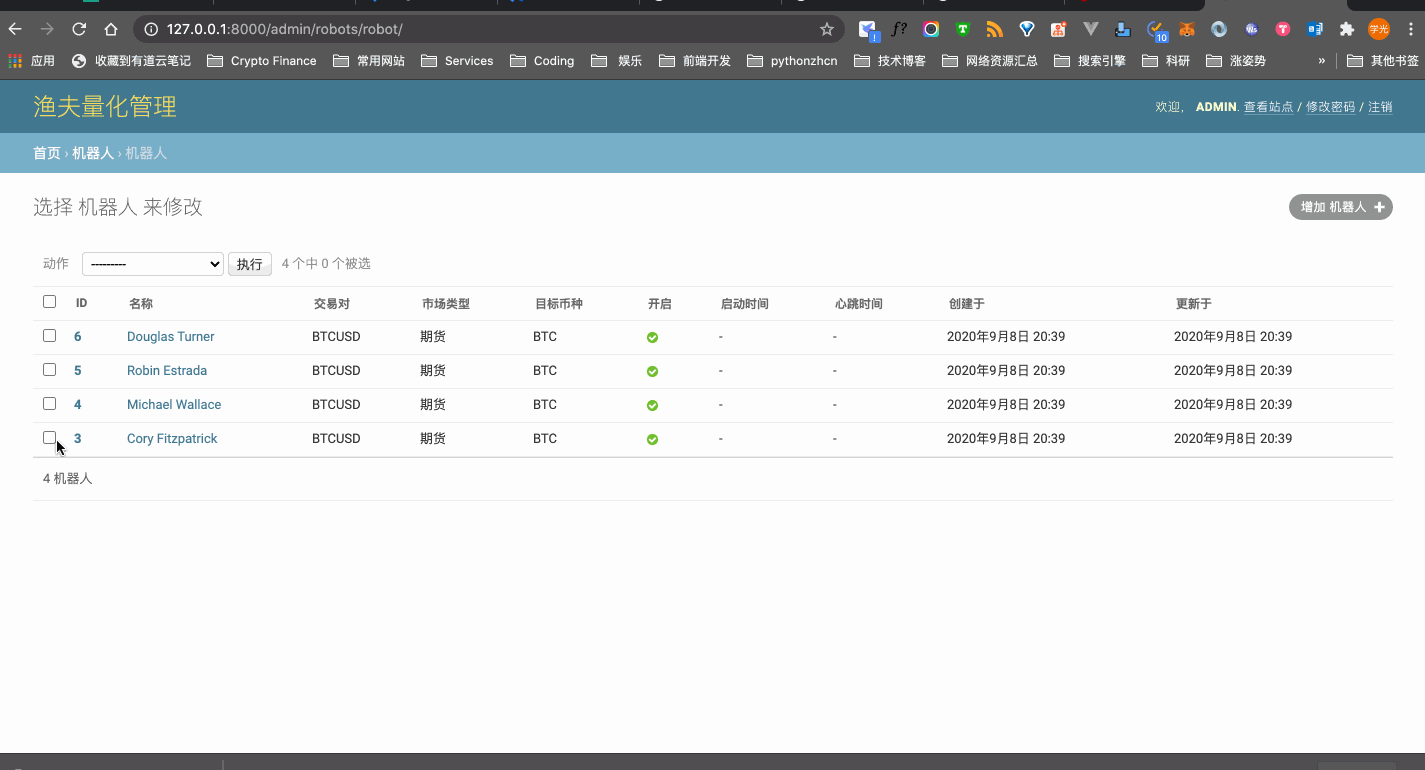 127.0.0.1:8000/admin/robots/robot/
10
学光
应用 收藏到有道云笔记 Crypto Finance 常用网站 Services Coding 娱乐 前端开发 pythonzhcn 技术博客 网络资源汇总 搜索引擎 科研 涨姿势 » 其他书签
渔夫量化管理
欢迎, ADMIN. 查看站点 / 修改密码 / 注销
首页 › 机器人 › 机器人
选择 机器人 来修改
增加 机器人 +
动作 --------- 执行 4 个中 0 个被选
ID 名称 交易对 市场类型 目标币种 开启 启动时间 心跳时间 创建于 更新于
6 Douglas Turner BTCUSD 期货 BTC - - 2020年9月8日 20:39 2020年9月8日 20:39
5 Robin Estrada BTCUSD 期货 BTC - - 2020年9月8日 20:39 2020年9月8日 20:39
4 Michael Wallace BTCUSD 期货 BTC - - 2020年9月8日 20:39 2020年9月8日 20:39
3 Cory Fitzpatrick BTCUSD 期货 BTC - - 2020年9月8日 20:39 2020年9月8日 20:39
4 机器人